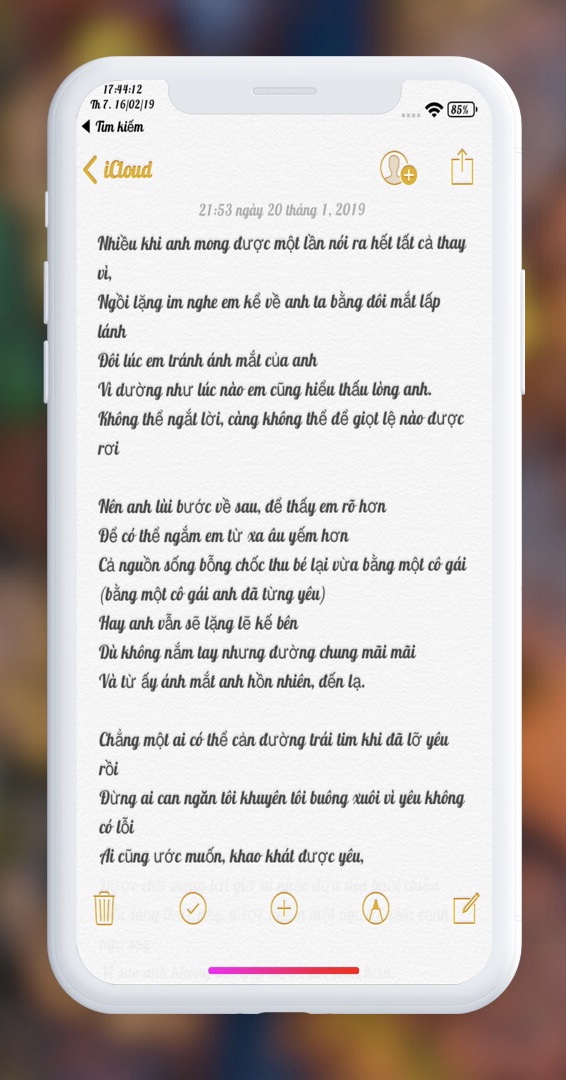 17:44:12
Th 7. 16/02/19
85%
Tìm kiếm
iCloud
21:53 ngày 20 tháng 1, 2019
Nhiều khi anh mong được một lần nói ra hết tất cả thay
vì,
Ngồi lặng im nghe em kể về anh ta bằng đôi mắt lấp
lánh
Đôi lúc em tránh ánh mắt của anh
Vì dường như lúc nào em cũng hiểu thấu lòng anh.
Không thể ngắt lời, càng không thể để giọt lệ nào được
rơi
Nên anh lùi bước về sau, để thấy em rõ hơn
Để có thể ngắm em từ xa âu yếm hơn
Cả nguồn sống bỗng chốc thu bé lại vừa bằng một cô gái
(bằng một cô gái anh đã từng yêu)
Hay anh vẫn sẽ lặng lẽ kế bên
Dù không nắm tay nhưng đường chung mãi mãi
Và từ ấy ánh mắt anh hồn nhiên, đến lạ.
Chẳng một ai có thể cản đường trái tim khi đã lỡ yêu
rồi
Đừng ai can ngăn tôi khuyên tôi buông xuôi vì yêu không
có lỗi
Ai cũng ước muốn, khao khát được yêu,